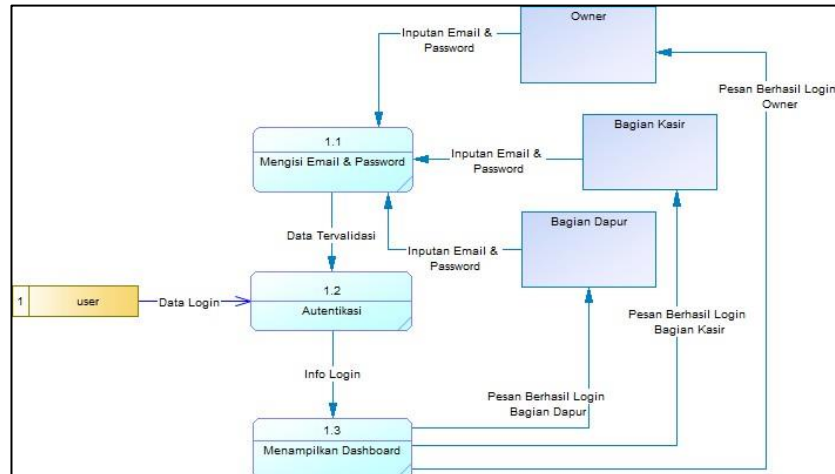 Owner
Inputan Email &
Password
Pesan Berhasil Login
Owner
Bagian Kasir
1.1
Mengisi Email & Password
Inputan Email &
Password
Bagian Dapur
Data Tervalidasi
Inputan Email &
Password
1.2
1
user
Data Login
Autentikasi
Pesan Berhasil Login
Bagian Kasir
Info Login
Pesan Berhasil Login
Bagian Dapur
1.3
Menampilkan Dashboard